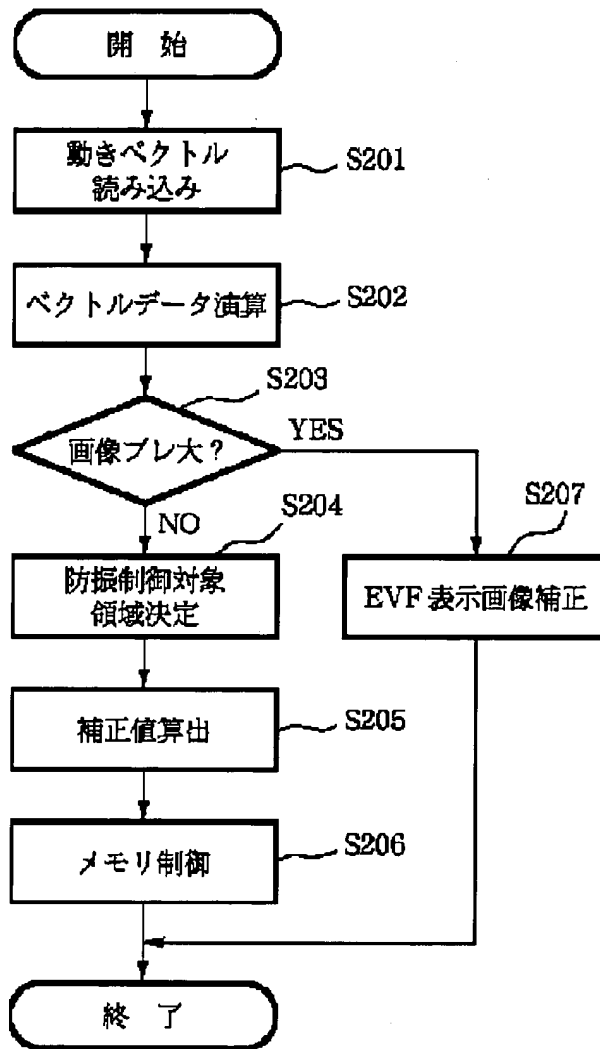 開 始
動きベクトル
読み込み
S201
ベクトルデータ演算
S202
S203
画像ブレ大?
YES
NO
S204
防振制御対象
領域決定
S207
EVF 表示画像補正
補正値算出
S205
メモリ制御
S206
終 了